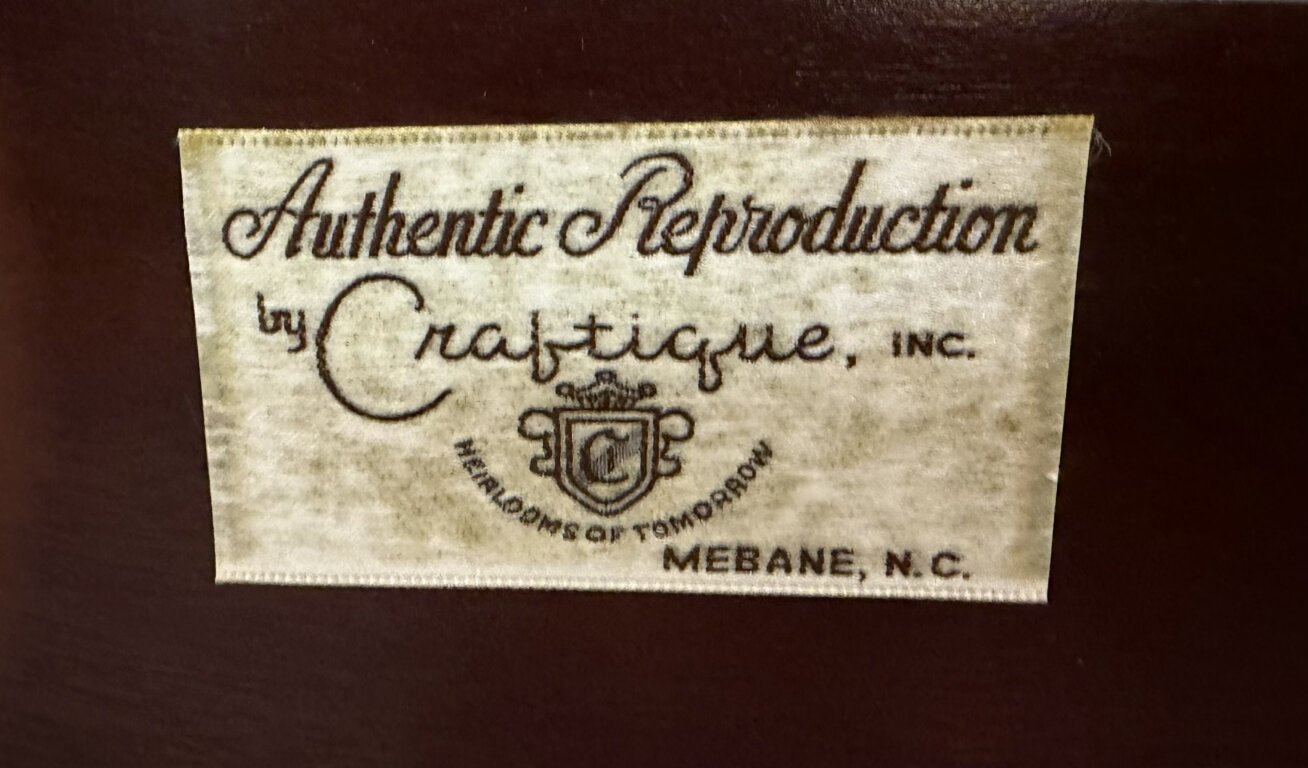 Authentic Reproduction
by Craftique, INC.
C
HEIRLOOMS OF TOMORROW
MEBANE, N.C.